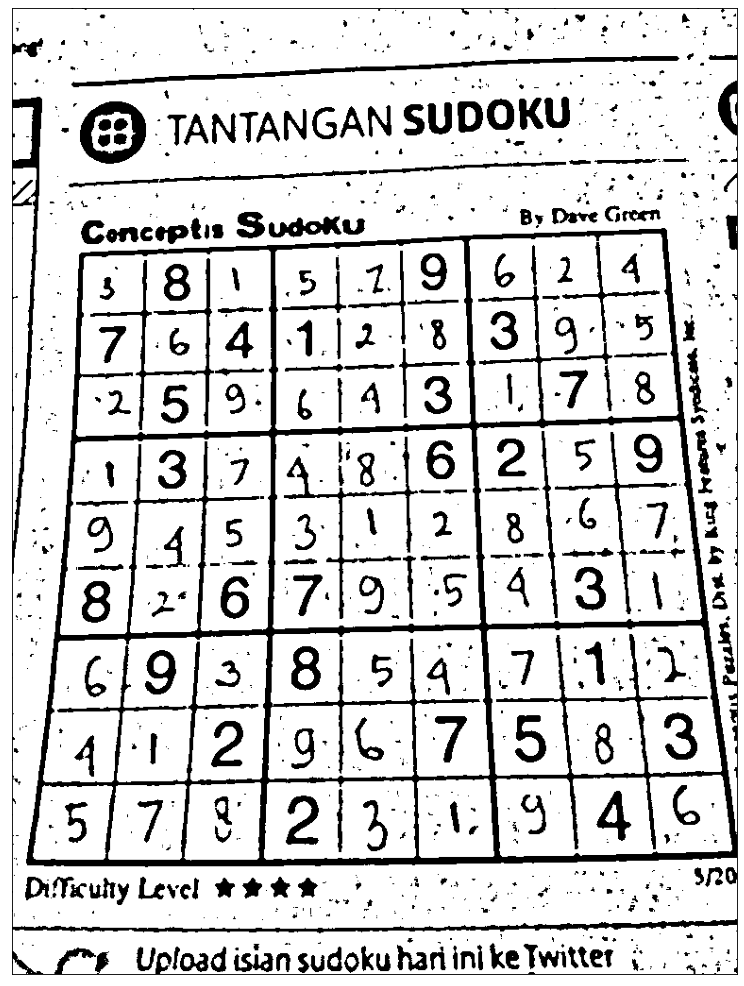 TANTANGAN SUDOKU
Conceptis SudoKu By Dave Green
3 8 1 5 7 9 6 2 4
7 6 4 1 2 8 3 9 5
2 5 9 6 4 3 1 7 8
1 3 7 4 8 6 2 5 9
9 4 5 3 1 2 8 6 7
8 2 6 7 9 5 4 3 1
6 9 3 8 5 4 7 1 2
4 1 2 9 6 7 5 8 3
5 7 8 2 3 1 9 4 6
Puzzles, Dist. by King Features Syndicate, Inc.
Difficulty Level ★★★★ 5/20
Upload isian sudoku hari ini ke Twitter